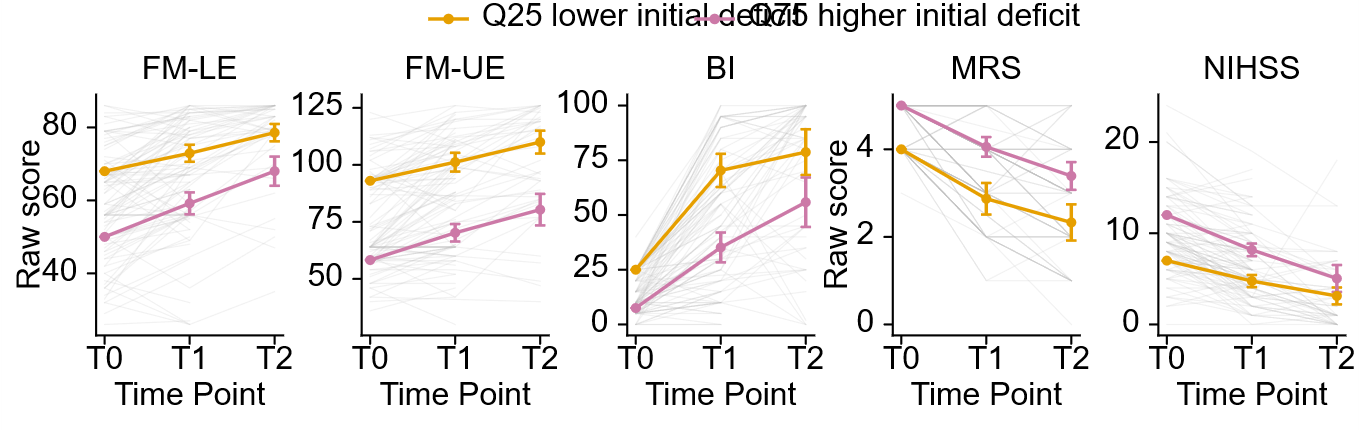 Q25 lower initial deficit Q75 higher initial deficit
FM-LE FM-UE BI MRS NIHSS
Raw score
80
60
40
T0 T1 T2
Time Point
125
100
75
50
T0 T1 T2
Time Point
100
75
50
25
0
T0 T1 T2
Time Point
Raw score
4
2
0
T0 T1 T2
Time Point
20
10
0
T0 T1 T2
Time Point